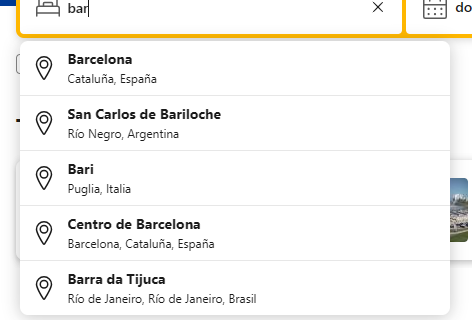 bar
do
Barcelona
Cataluña, España
San Carlos de Bariloche
Río Negro, Argentina
Bari
Puglia, Italia
Centro de Barcelona
Barcelona, Cataluña, España
Barra da Tijuca
Río de Janeiro, Río de Janeiro, Brasil